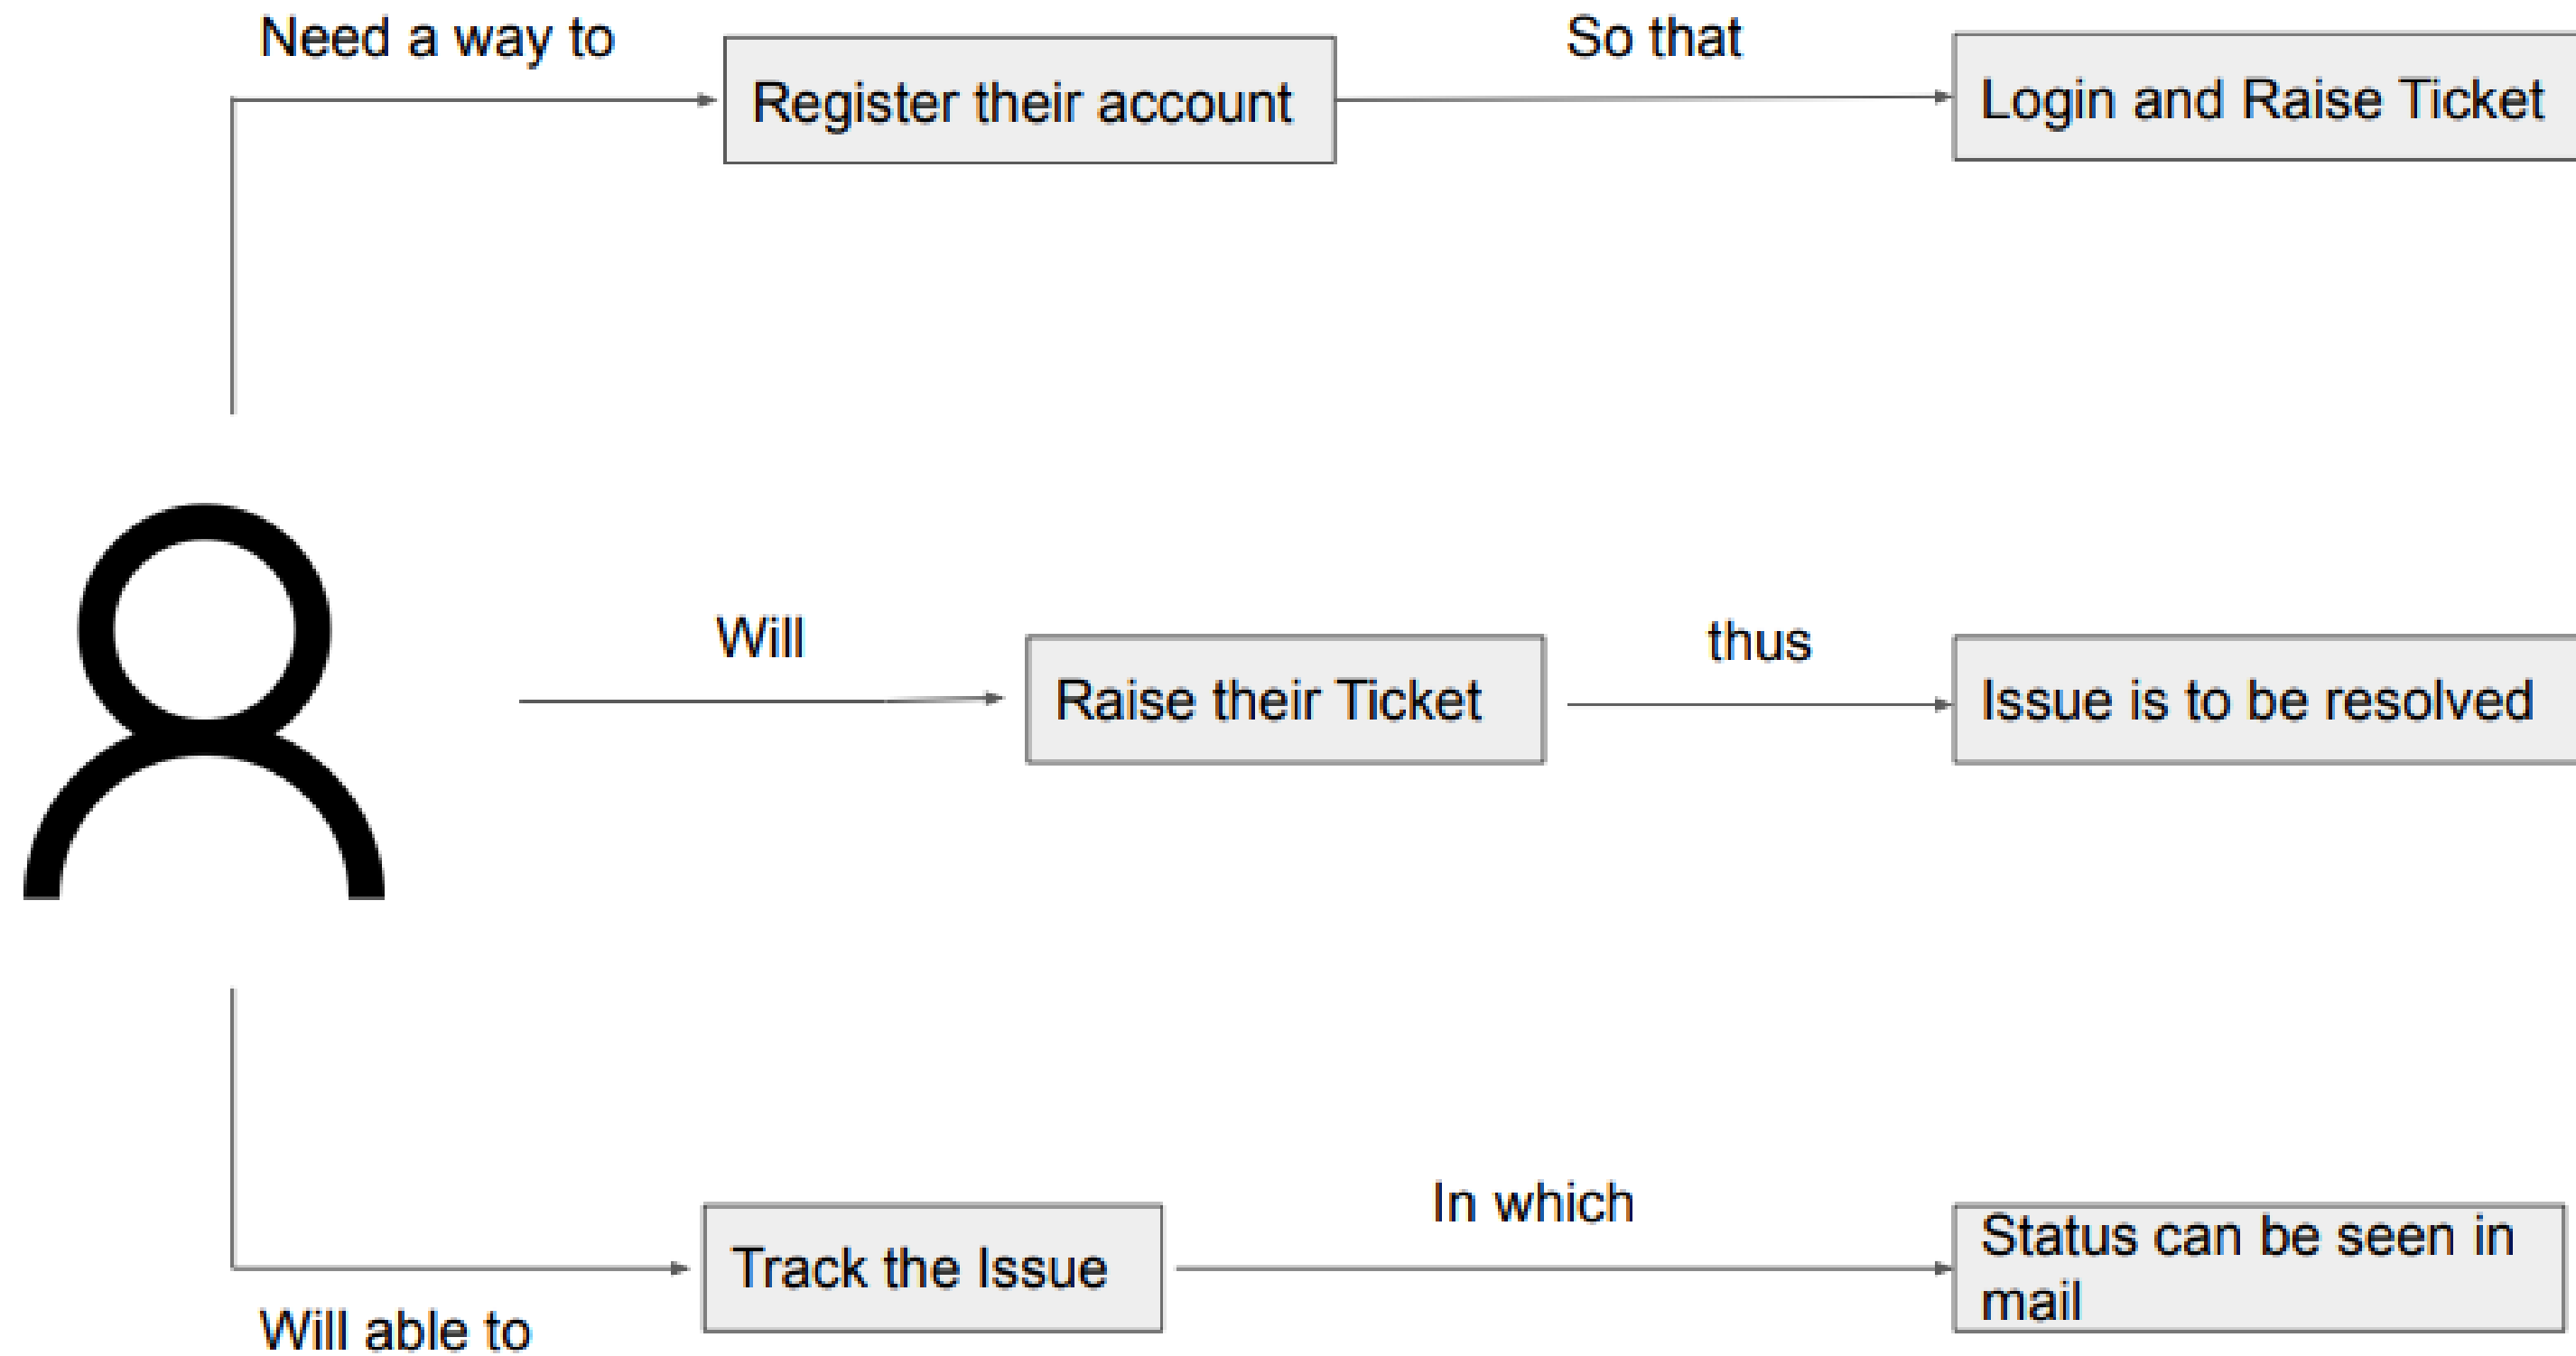 Need a way to
Register their account
So that
Login and Raise Ticket
Will
Raise their Ticket
thus
Issue is to be resolved
Will able to
Track the Issue
In which
Status can be seen in
mail